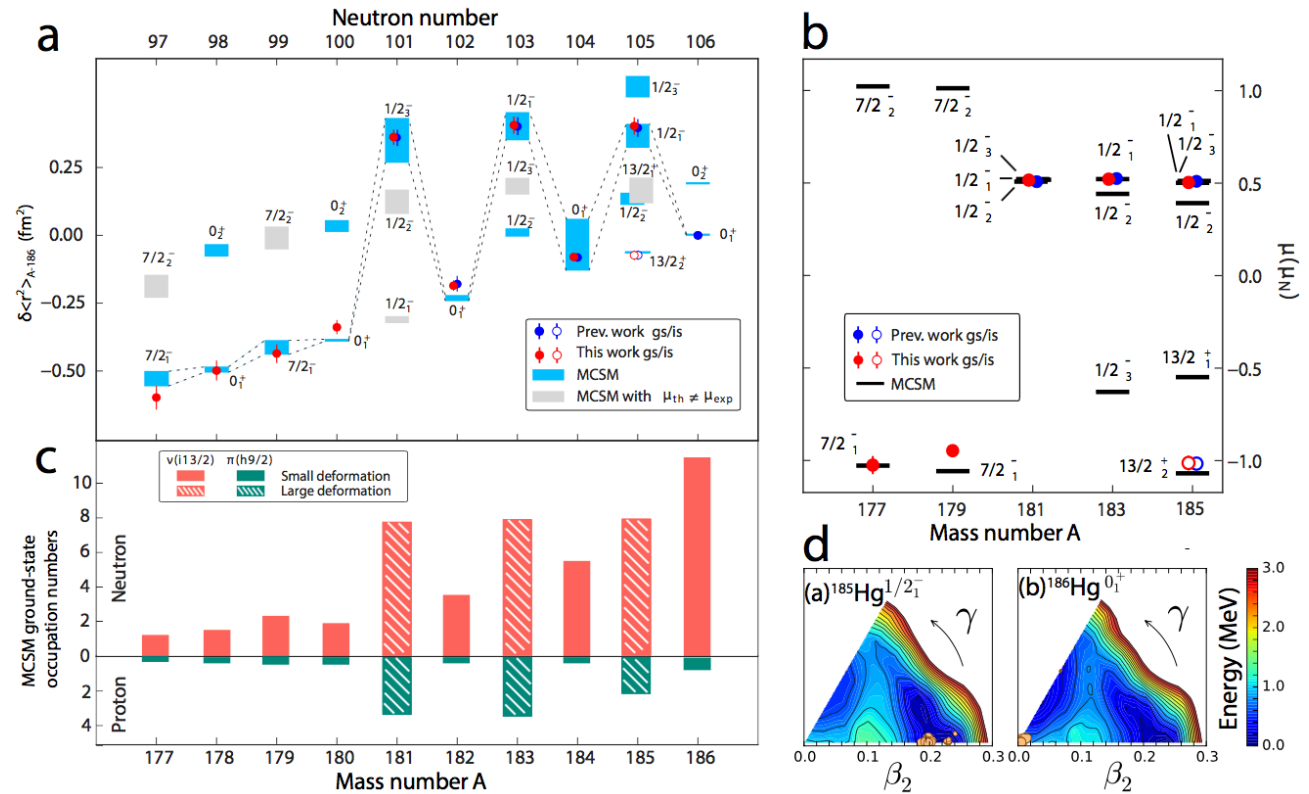 a
Neutron number
97 98 99 100 101 102 103 104 105 106
δ<r²>A-186 (fm²)
0.25
0.00
−0.25
−0.50
7/2₂⁻
7/2₁⁻
0₂⁺
0₁⁺
7/2₂⁻
7/2₁⁻
0₂⁺
0₁⁺
1/2₃⁻
1/2₂⁻
1/2₁⁻
0₁⁺
1/2₁⁻
1/2₃⁻
1/2₂⁻
0₁⁺
1/2₃⁻
1/2₁⁻
13/2₁⁺
1/2₂⁻
13/2₂⁺
0₂⁺
0₁⁺
Prev. work gs/is
This work gs/is
MCSM
MCSM with μth ≠ μexp
c
MCSM ground-state
occupation numbers
Neutron
Proton
10
8
6
4
2
0
2
4
ν(i13/2) π(h9/2)
Small deformation
Large deformation
177 178 179 180 181 182 183 184 185 186
Mass number A
b
7/2₂⁻
7/2₂⁻
1/2₃⁻
1/2₁⁻
1/2₂⁻
1/2₁⁻
1/2₂⁻
1/2₁⁻
1/2₃⁻
1/2₂⁻
Prev. work gs/is
This work gs/is
MCSM
1/2₃⁻
13/2₁⁺
7/2₁⁻
7/2₁⁻
13/2₂⁺
1.0
0.5
0.0
−0.5
−1.0
μ(μN)
177 179 181 183 185
Mass number A
d
(a)¹⁸⁵Hg 1/2₁⁻
γ
0.0 0.1 0.2 0.3
β₂
(b)¹⁸⁶Hg 0₁⁺
γ
0.0 0.1 0.2 0.3
β₂
3.0
2.0
1.0
0.0
Energy (MeV)